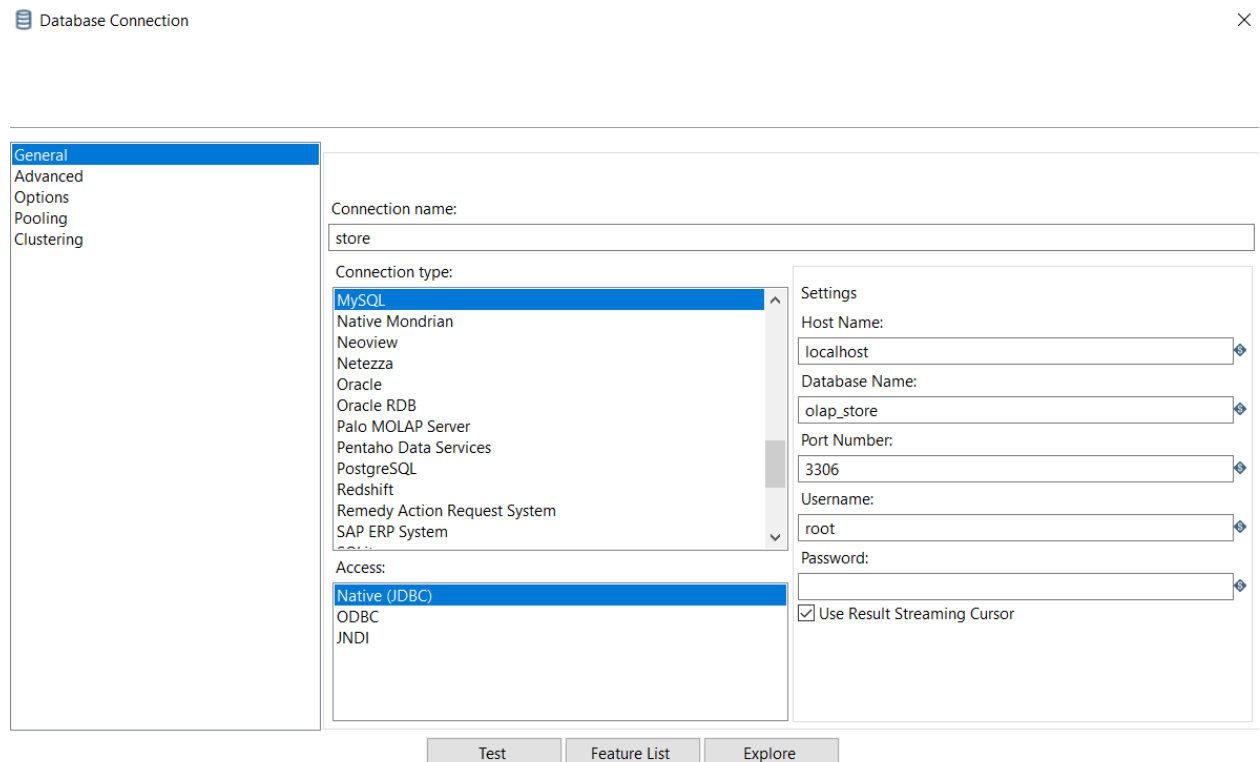 Database Connection
General
Advanced
Options
Pooling
Clustering
Connection name:
store
Connection type:
MySQL
Native Mondrian
Neoview
Netezza
Oracle
Oracle RDB
Palo MOLAP Server
Pentaho Data Services
PostgreSQL
Redshift
Remedy Action Request System
SAP ERP System
Access:
Native (JDBC)
ODBC
JNDI
Settings
Host Name:
localhost
Database Name:
olap_store
Port Number:
3306
Username:
root
Password:
Use Result Streaming Cursor
Test
Feature List
Explore